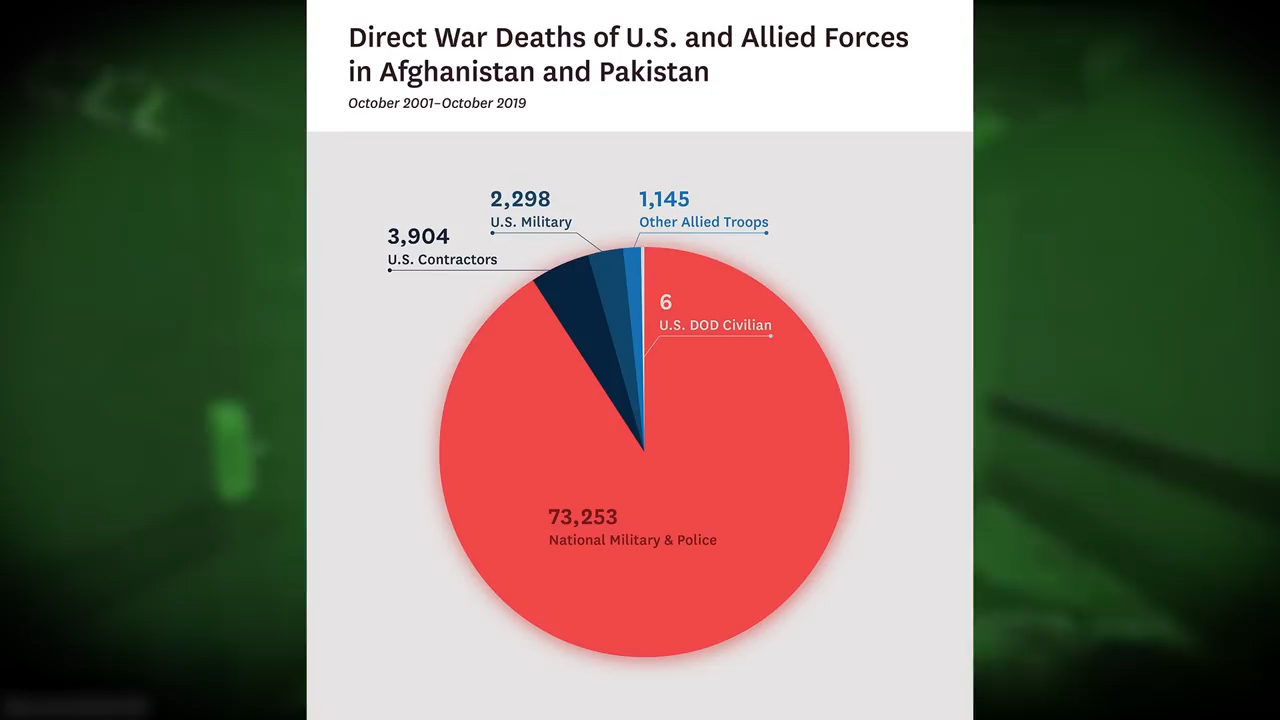 Direct War Deaths of U.S. and Allied Forces
in Afghanistan and Pakistan
October 2001–October 2019
2,298
U.S. Military
1,145
Other Allied Troops
3,904
U.S. Contractors
6
U.S. DOD Civilian
73,253
National Military & Police